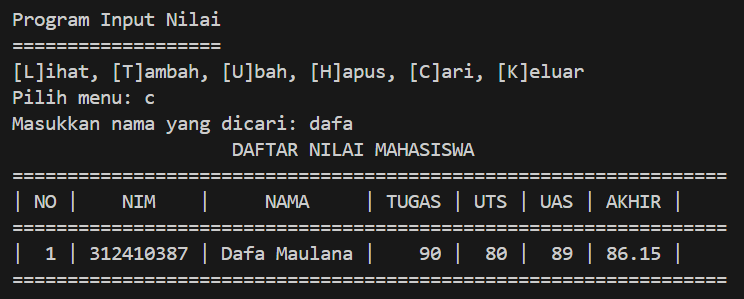 Program Input Nilai
===================
[L]ihat, [T]ambah, [U]bah, [H]apus, [C]ari, [K]eluar
Pilih menu: c
Masukkan nama yang dicari: dafa
                    DAFTAR NILAI MAHASISWA
=================================================================
| NO |    NIM    |     NAMA     | TUGAS | UTS | UAS | AKHIR |
=================================================================
|  1 | 312410387 | Dafa Maulana |    90 |  80 |  89 | 86.15 |
=================================================================